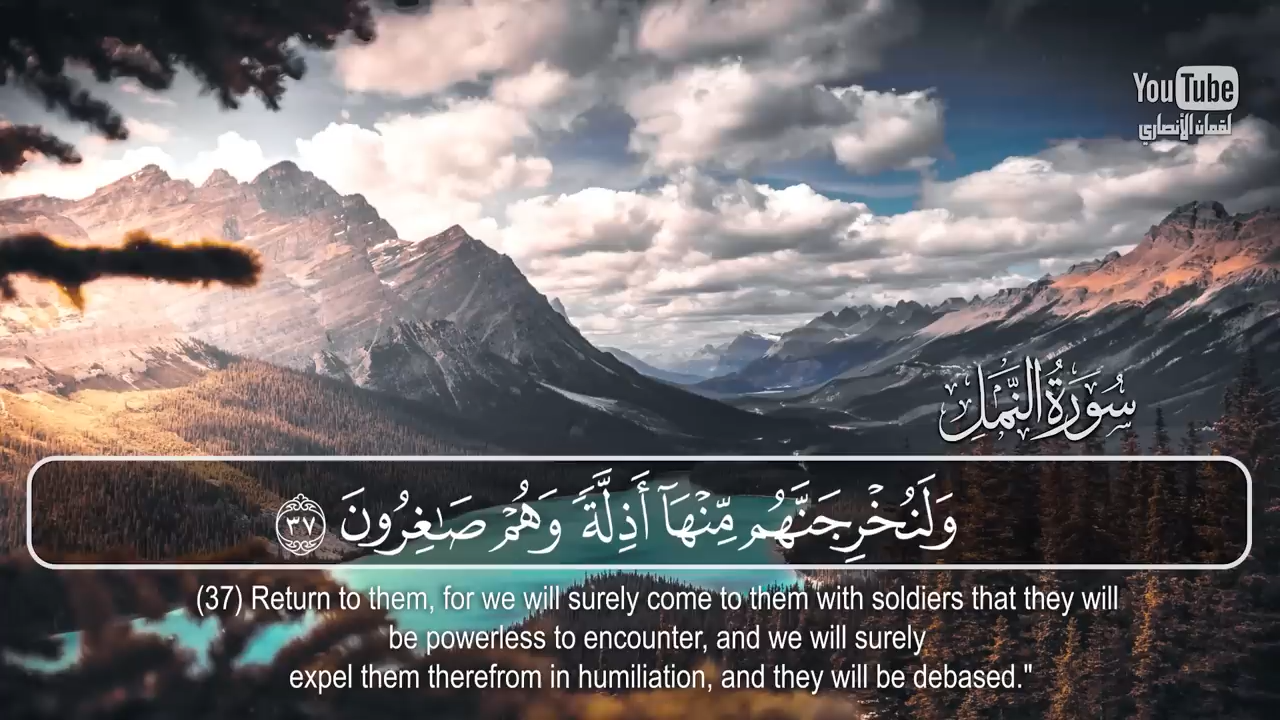 YouTube
لقمان الأنصاري
سُورَةُ النَّمْلِ
وَلَنُخْرِجَنَّهُم مِّنْهَآ أَذِلَّةً وَهُمْ صَٰغِرُونَ ٣٧
(37) Return to them, for we will surely come to them with soldiers that they will
be powerless to encounter, and we will surely
expel them therefrom in humiliation, and they will be debased."